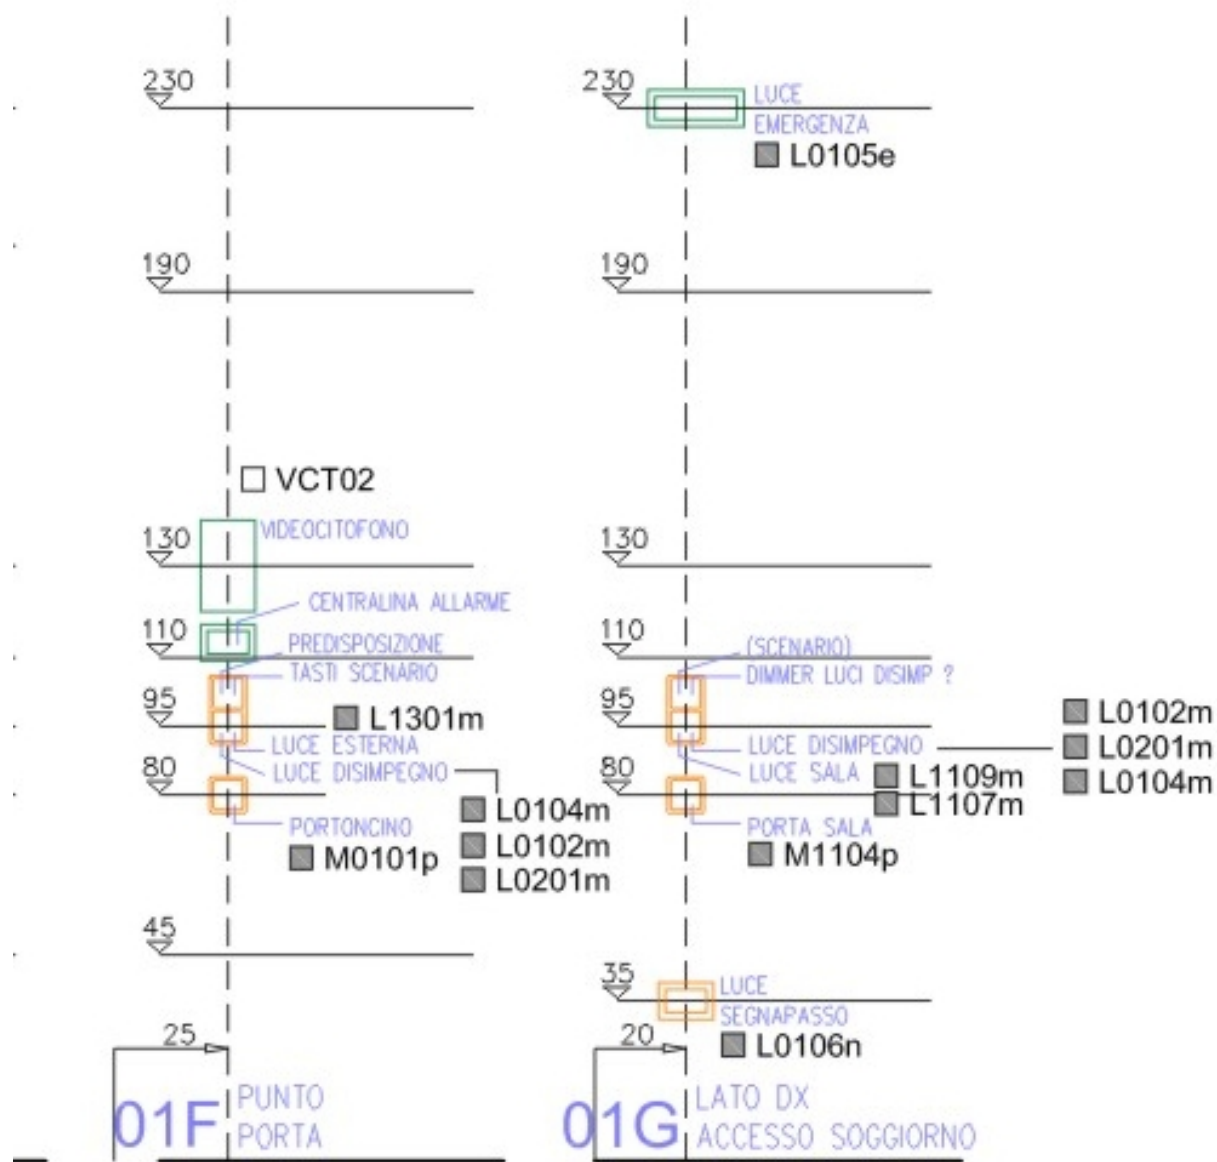 230
190
VCT02
130
VIDEOCITOFONO
CENTRALINA ALLARME
110
PREDISPOSIZIONE
TASTI SCENARIO
95
L1301m
LUCE ESTERNA
LUCE DISIMPEGNO
80
L0104m
PORTONCINO
L0102m
M0101p
L0201m
45
25
01F
PUNTO
PORTA
230
LUCE
EMERGENZA
L0105e
190
130
110
(SCENARIO)
DIMMER LUCI DISIMP ?
95
L0102m
LUCE DISIMPEGNO
L0201m
80
LUCE SALA
L1109m
L0104m
L1107m
PORTA SALA
M1104p
35
LUCE
SEGNAPASSO
L0106n
20
01G
LATO DX
ACCESSO SOGGIORNO